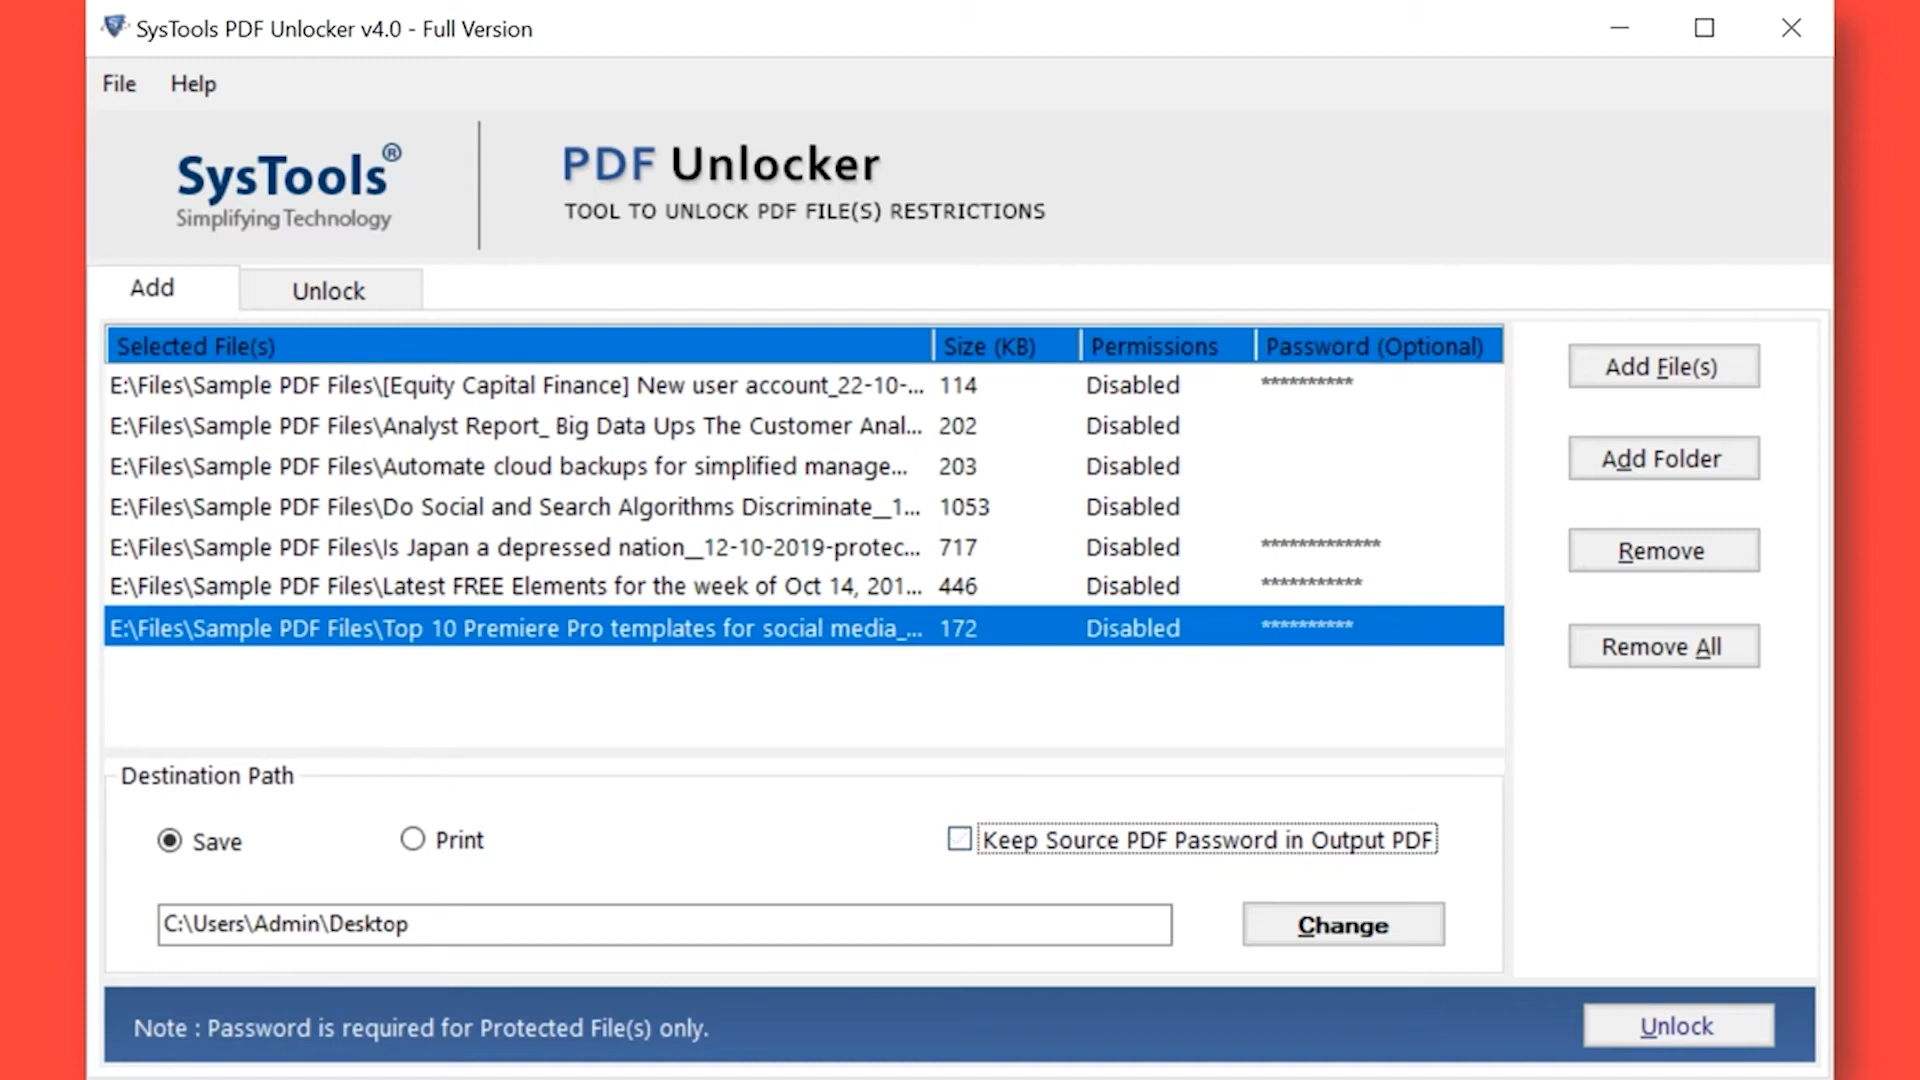 SysTools PDF Unlocker v4.0 - Full Version
File Help
SysTools®
Simplifying Technology
PDF Unlocker
TOOL TO UNLOCK PDF FILE(S) RESTRICTIONS
Add Unlock
Selected File(s) Size (KB) Permissions Password (Optional)
E:\Files\Sample PDF Files\[Equity Capital Finance] New user account_22-10-... 114 Disabled **********
E:\Files\Sample PDF Files\Analyst Report_ Big Data Ups The Customer Anal... 202 Disabled
E:\Files\Sample PDF Files\Automate cloud backups for simplified manage... 203 Disabled
E:\Files\Sample PDF Files\Do Social and Search Algorithms Discriminate__1... 1053 Disabled
E:\Files\Sample PDF Files\Is Japan a depressed nation__12-10-2019-protec... 717 Disabled *************
E:\Files\Sample PDF Files\Latest FREE Elements for the week of Oct 14, 201... 446 Disabled ***********
E:\Files\Sample PDF Files\Top 10 Premiere Pro templates for social media_... 172 Disabled **********
Add File(s)
Add Folder
Remove
Remove All
Destination Path
Save Print Keep Source PDF Password in Output PDF
C:\Users\Admin\Desktop Change
Note : Password is required for Protected File(s) only. Unlock